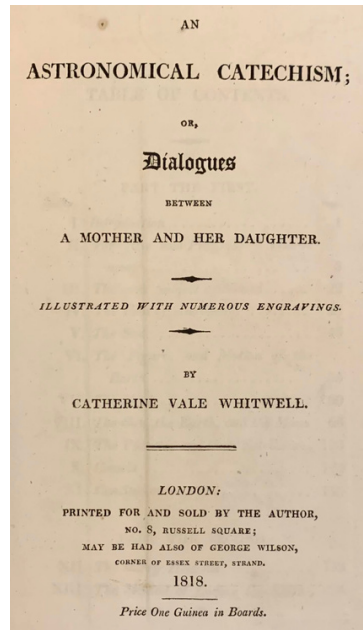 AN
ASTRONOMICAL CATECHISM;
OR,
Dialogues
BETWEEN
A MOTHER AND HER DAUGHTER.
ILLUSTRATED WITH NUMEROUS ENGRAVINGS.
BY
CATHERINE VALE WHITWELL.
LONDON:
PRINTED FOR AND SOLD BY THE AUTHOR,
NO. 8, RUSSELL SQUARE;
MAY BE HAD ALSO OF GEORGE WILSON,
CORNER OF ESSEX STREET, STRAND.
1818.
Price One Guinea in Boards.